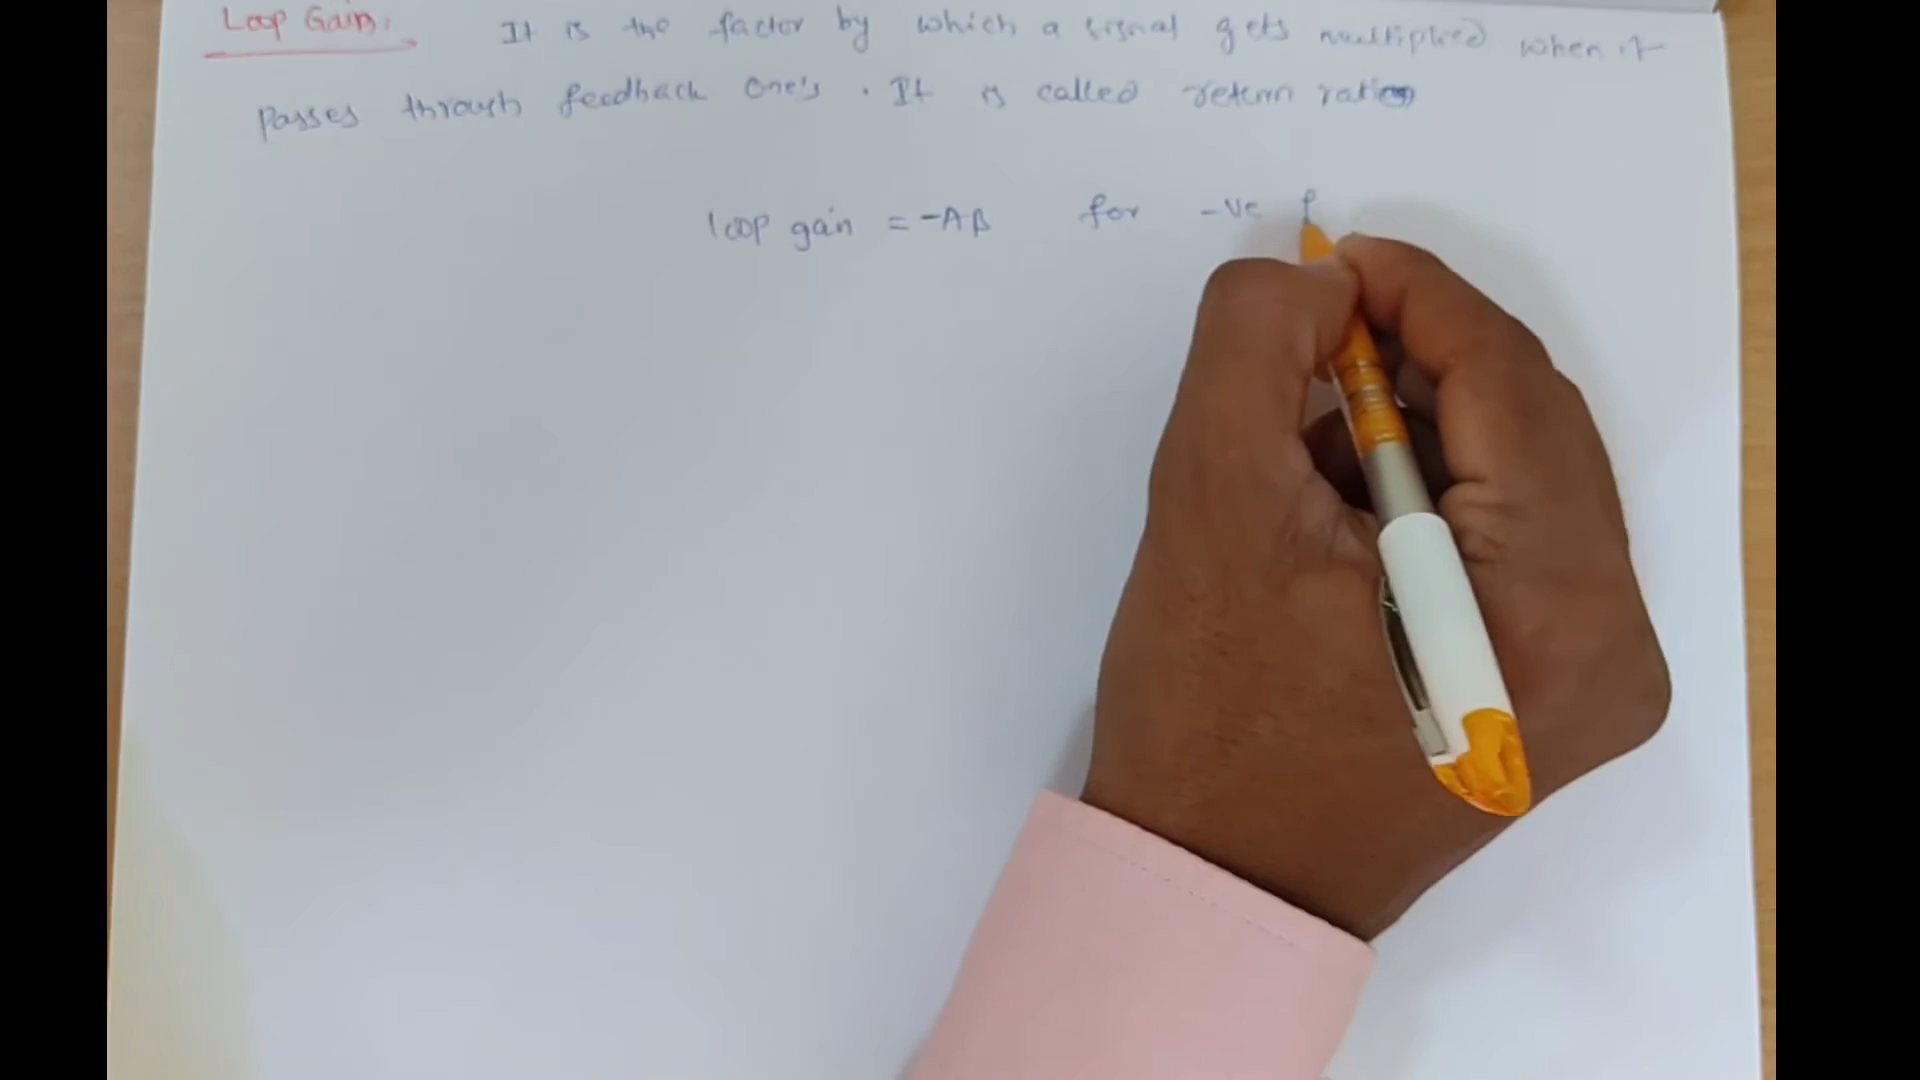 Loop Gain: It is the factor by which a signal gets multiplied when it
passes through feedback one's. It is called return ratio
loop gain = -Aβ for -ve f